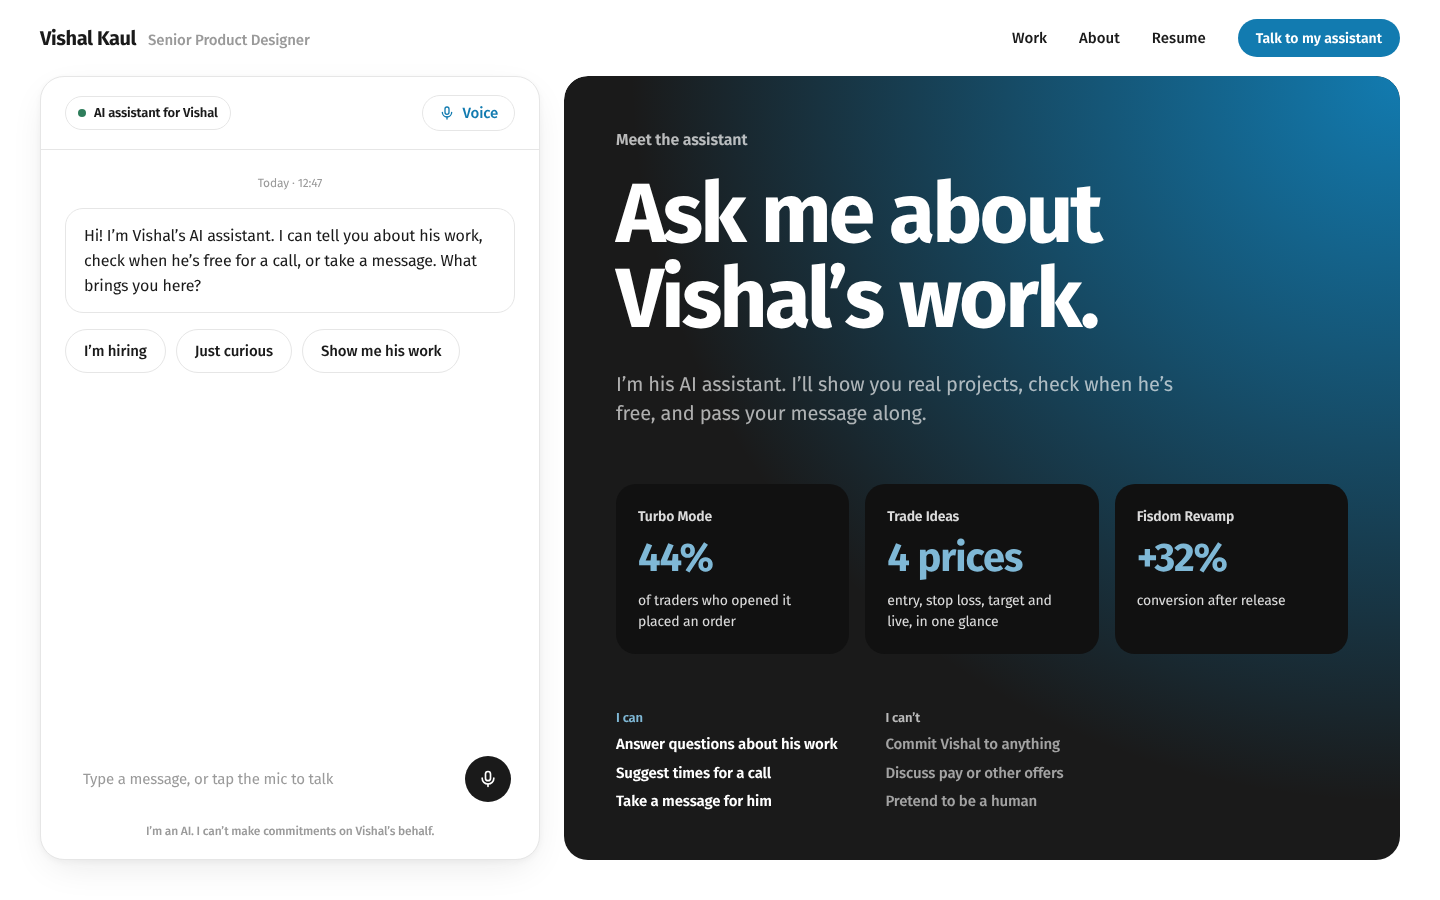 Vishal Kaul Senior Product Designer
Work About Resume Talk to my assistant
AI assistant for Vishal
Voice
Today · 12:47
Hi! I’m Vishal’s AI assistant. I can tell you about his work,
check when he’s free for a call, or take a message. What
brings you here?
I’m hiring
Just curious
Show me his work
Type a message, or tap the mic to talk
I’m an AI. I can’t make commitments on Vishal’s behalf.
Meet the assistant
Ask me about
Vishal’s work.
I’m his AI assistant. I’ll show you real projects, check when he’s
free, and pass your message along.
Turbo Mode
44%
of traders who opened it
placed an order
Trade Ideas
4 prices
entry, stop loss, target and
live, in one glance
Fisdom Revamp
+32%
conversion after release
I can
Answer questions about his work
Suggest times for a call
Take a message for him
I can’t
Commit Vishal to anything
Discuss pay or other offers
Pretend to be a human